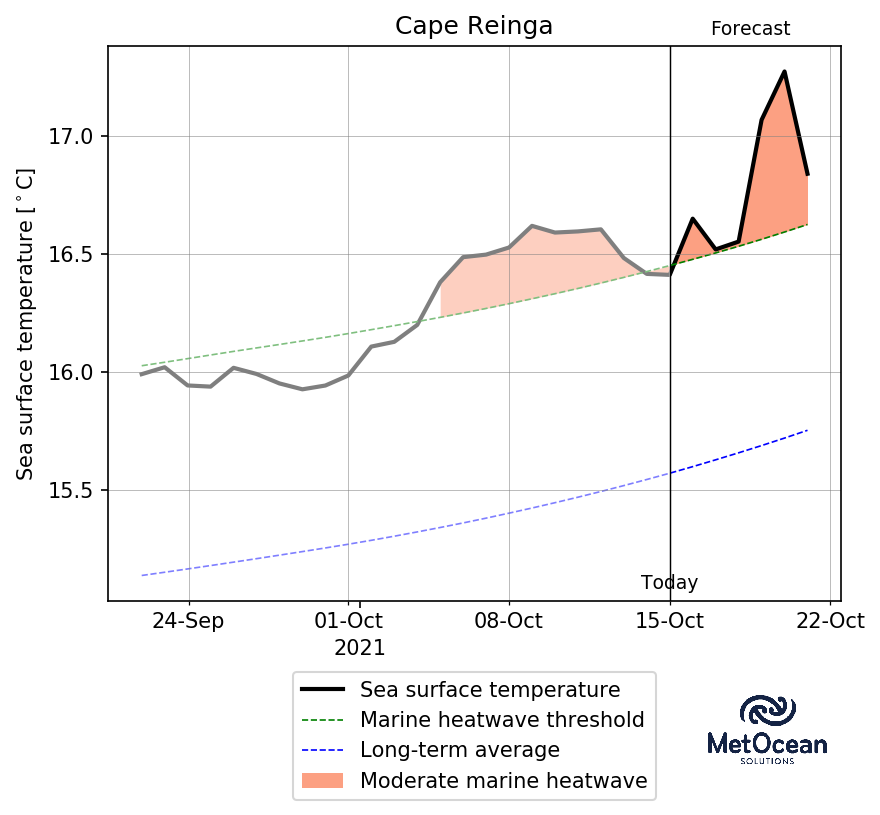 Cape Reinga
Forecast
Sea surface temperature [°C]
17.0
16.5
16.0
15.5
Today
24-Sep 01-Oct 08-Oct 15-Oct 22-Oct
2021
Sea surface temperature
Marine heatwave threshold
Long-term average
Moderate marine heatwave
MetOcean
SOLUTIONS